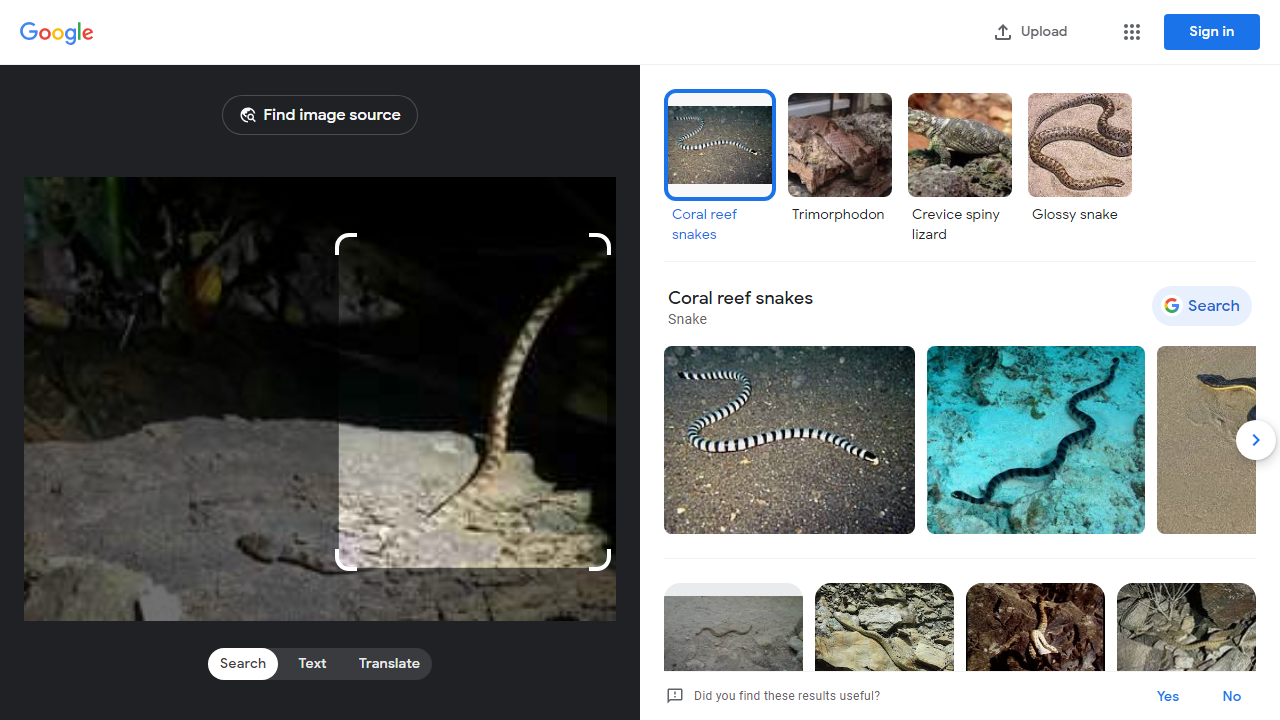 Google
Upload
Sign in
Find image source
Search
Text
Translate
Coral reef
snakes
Trimorphodon
Crevice spiny
lizard
Glossy snake
Coral reef snakes
Snake
Search
Did you find these results useful?
Yes
No